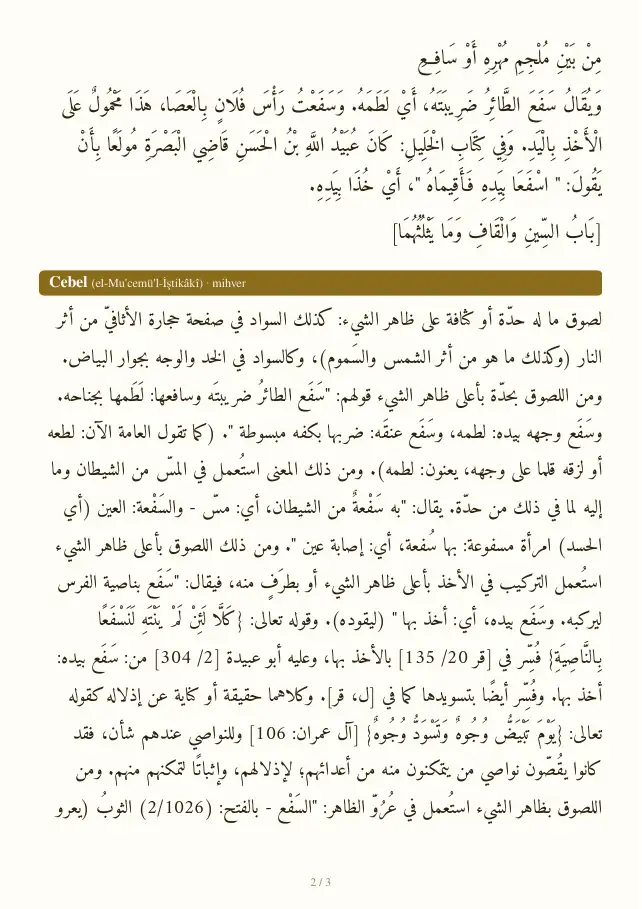 مِنْ بَيْنِ مُلْجِمِ مُهْرِهِ أَوْ سَافِعِ
وَيُقَالُ سَفَعَ الطَّائِرُ ضَرِيبَتَهُ، أَيْ لَطَمَهُ. وَسَفَعْتُ رَأْسَ فُلَانٍ بِالْعَصَا، هَذَا مَحْمُولٌ عَلَى
الْأَخْذِ بِالْيَدِ. وَفِي كِتَابِ الْخَلِيلِ: كَانَ عُبَيْدُ اللَّهِ بْنُ الْحَسَنِ قَاضِي الْبَصْرَةِ مُولَعًا بِأَنْ
يَقُولَ: " اسْفَعَا بِيَدِهِ فَأَقِيمَاهُ "، أَيْ خُذَا بِيَدِهِ.
[بَابُ السِّينِ وَالْقَافِ وَمَا يَثْلُثُهُمَا]
Cebel (el-Mu'cemü'l-İştikâkî) · mihver
لصوق ما له حدّة أو كثافة على ظاهر الشيء: كذلك السواد في صفحة حجارة الأثافيّ من أثر
النار (وكذلك ما هو من أثر الشمس والسَموم)، وكالسواد في الخد والوجه بجوار البياض.
ومن اللصوق بحدّة بأعلى ظاهر الشيء قولهم: "سَفَع الطائرُ ضريبتَه وسافعها: لَطَمها بجناحه.
وسَفَع وجهه بيده: لطمه، وسَفَع عنقَه: ضربها بكفه مبسوطة ". (كما تقول العامة الآن: لطعه
أو لزقه قلما على وجهه، يعنون: لطمه). ومن ذلك المعنى استُعمل في المسّ من الشيطان وما
إليه لما في ذلك من حدّة. يقال: "به سَفْعةٌ من الشيطان، أي: مسّ - والسَفْعة: العين (أي
الحسد) امرأة مسفوعة: بها سُفعة، أي: إصابة عين ". ومن ذلك اللصوق بأعلى ظاهر الشيء
استُعمل التركيب في الأخذ بأعلى ظاهر الشيء أو بطرَفٍ منه، فيقال: "سَفَع بناصية الفرس
ليركبه. وسَفَع بيده، أي: أخذ بها " (ليقوده). وقوله تعالى: {كَلَّا لَئِنْ لَمْ يَنْتَهِ لَنَسْفَعًا
بِالنَّاصِيَةِ} فُسِّر في [قر 20/ 135] بالأخذ بها، وعليه أبو عبيدة [2/ 304] من: سَفَع بيده:
أخذ بها. وفُسِّر أيضًا بتسويدها كما في [ل، قر]. وكلاهما حقيقة أو كناية عن إذلاله كقوله
تعالى: {يَوْمَ تَبْيَضُّ وُجُوهٌ وَتَسْوَدُّ وُجُوهٌ} [آل عمران: 106] وللنواصي عندهم شأن، فقد
كانوا يقُصّون نواصي من يتمكنون منه من أعدائهم؛ لإذلالهم، وإثباتًا لتمكنهم منهم. ومن
اللصوق بظاهر الشيء استُعمل في عُرُوّ الظاهر: "السَفْع - بالفتح: (2/1026) الثوبُ (يعرو
2 / 3